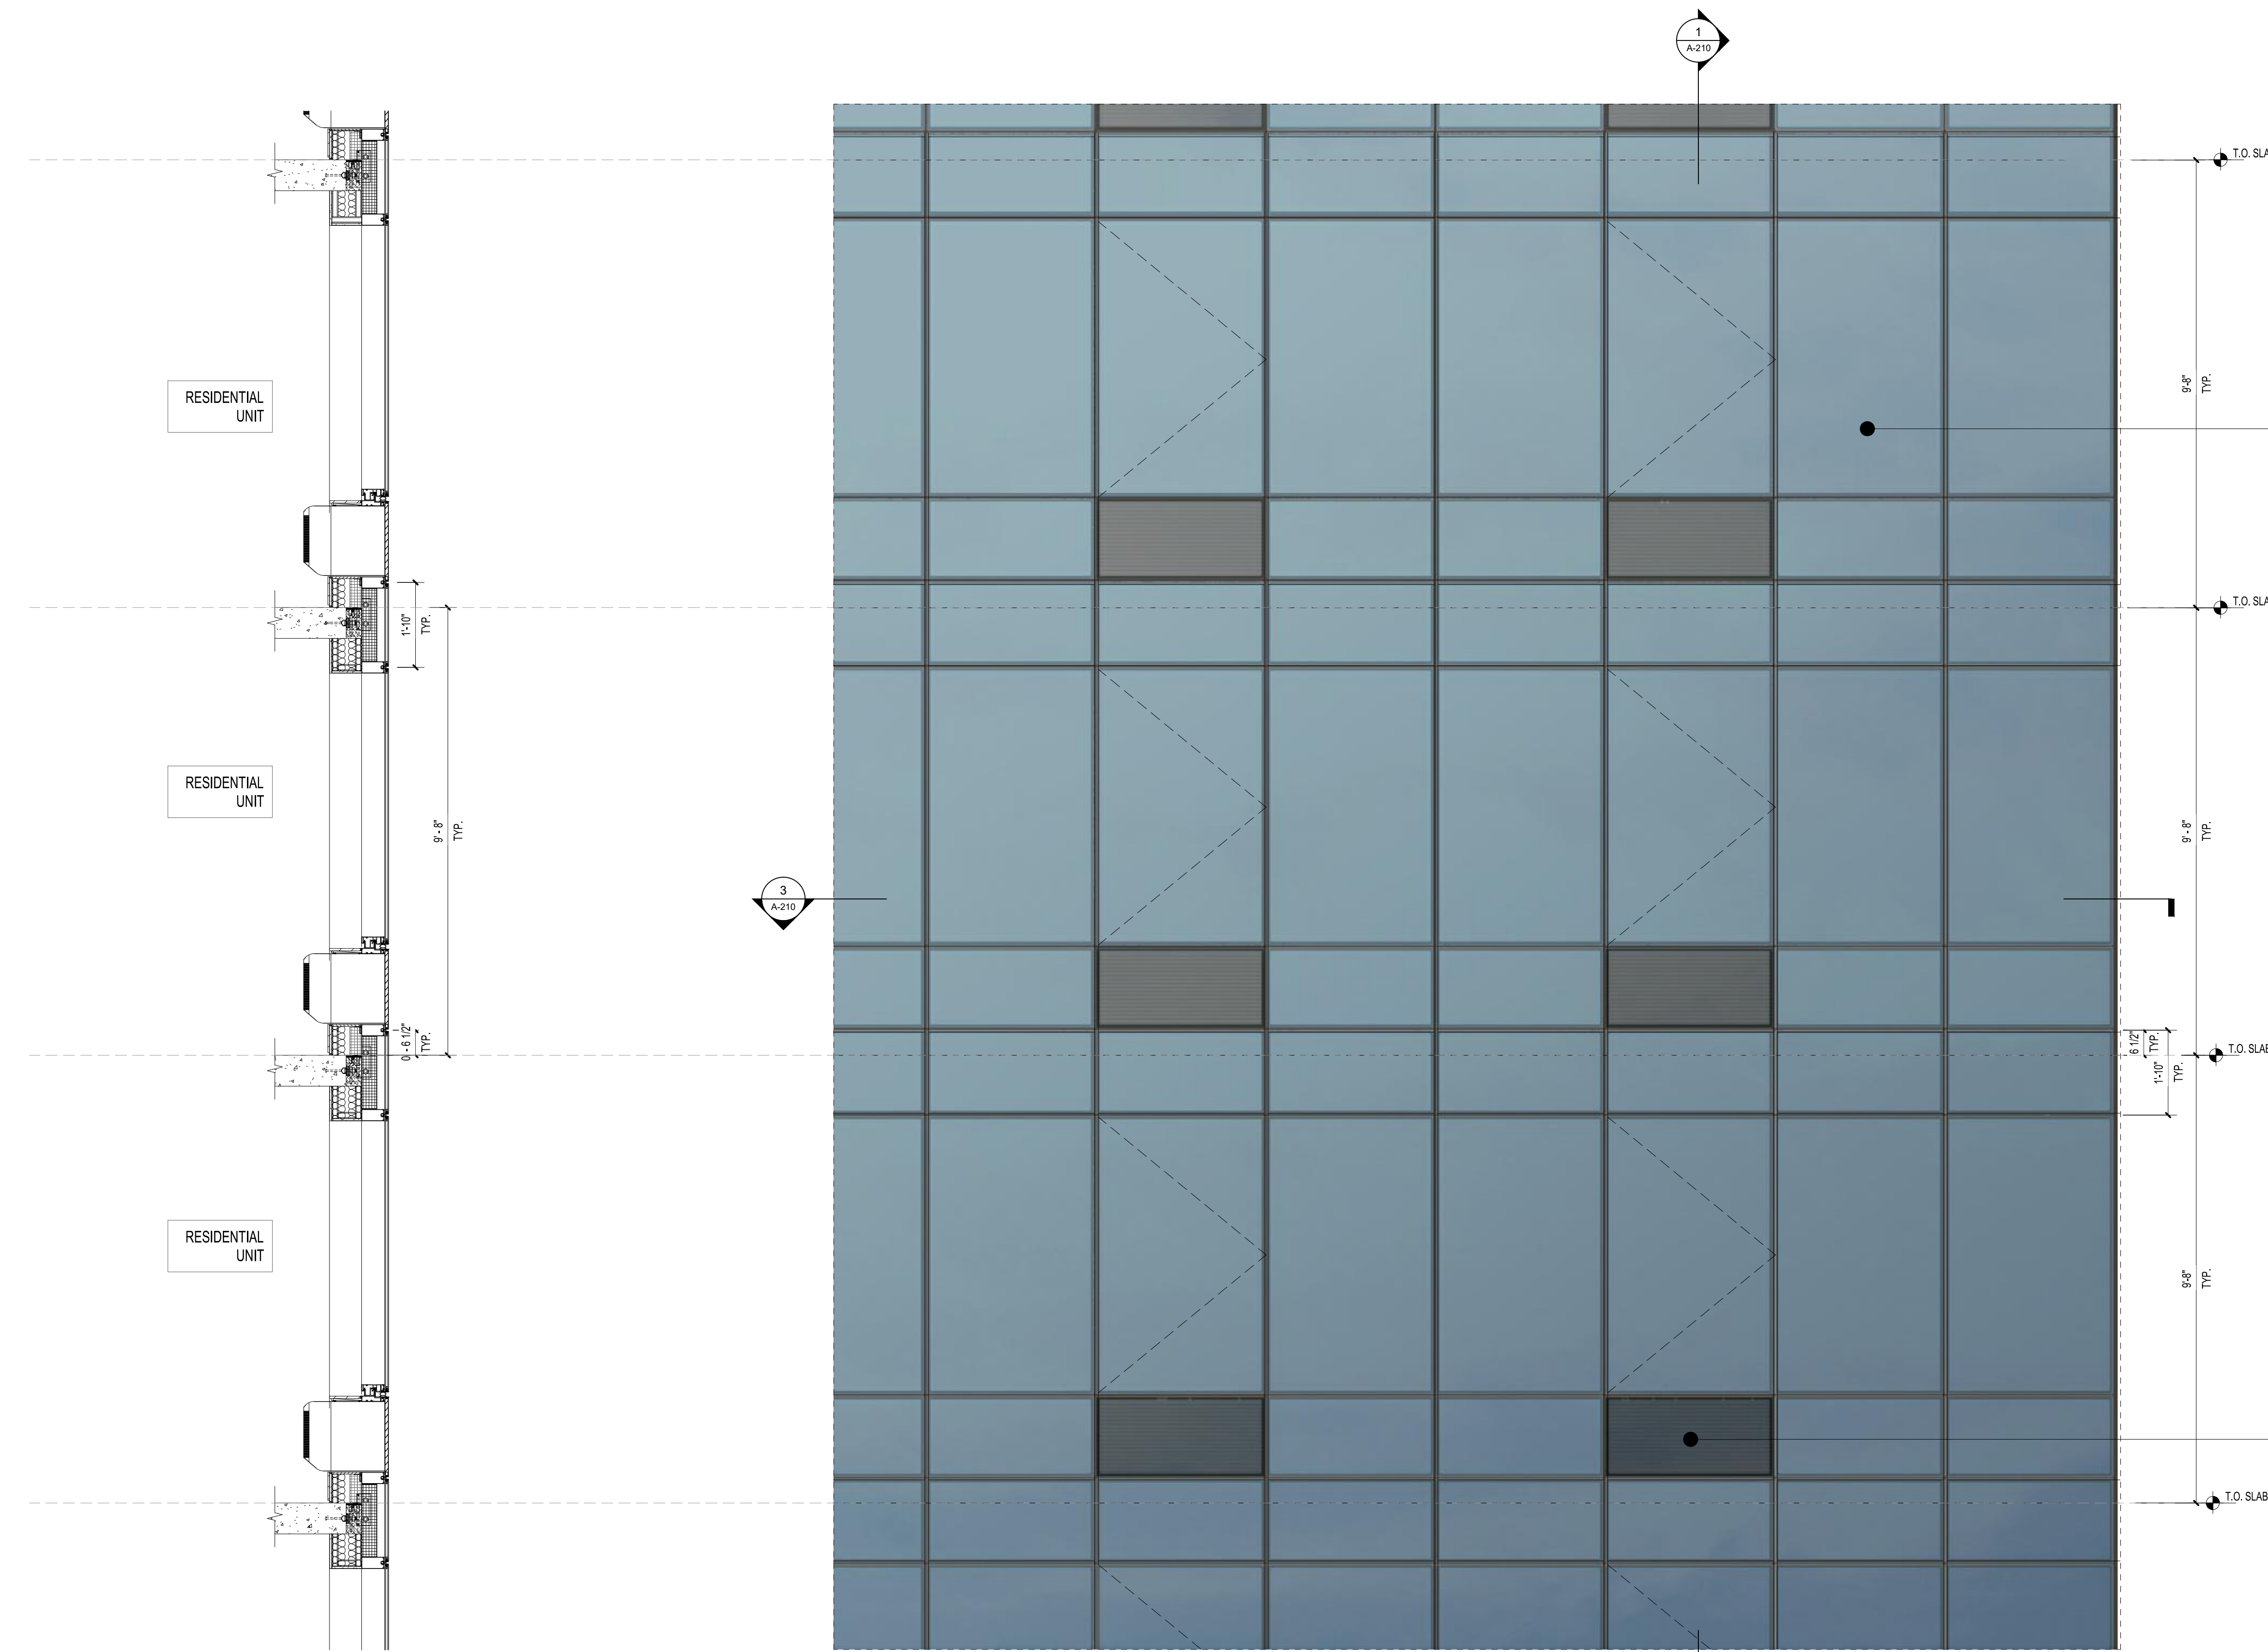 1
A-210
T.O. SLA
RESIDENTIAL
UNIT
9'-8"
TYP.
T.O. SLA
1'-10"
TYP.
RESIDENTIAL
UNIT
9' - 8"
TYP.
9' - 8"
TYP.
3
A-210
0' - 6 1/2"
TYP.
6 1/2"
TYP.
1'-10"
TYP.
T.O. SLAB
RESIDENTIAL
UNIT
9'-8"
TYP.
T.O. SLAB